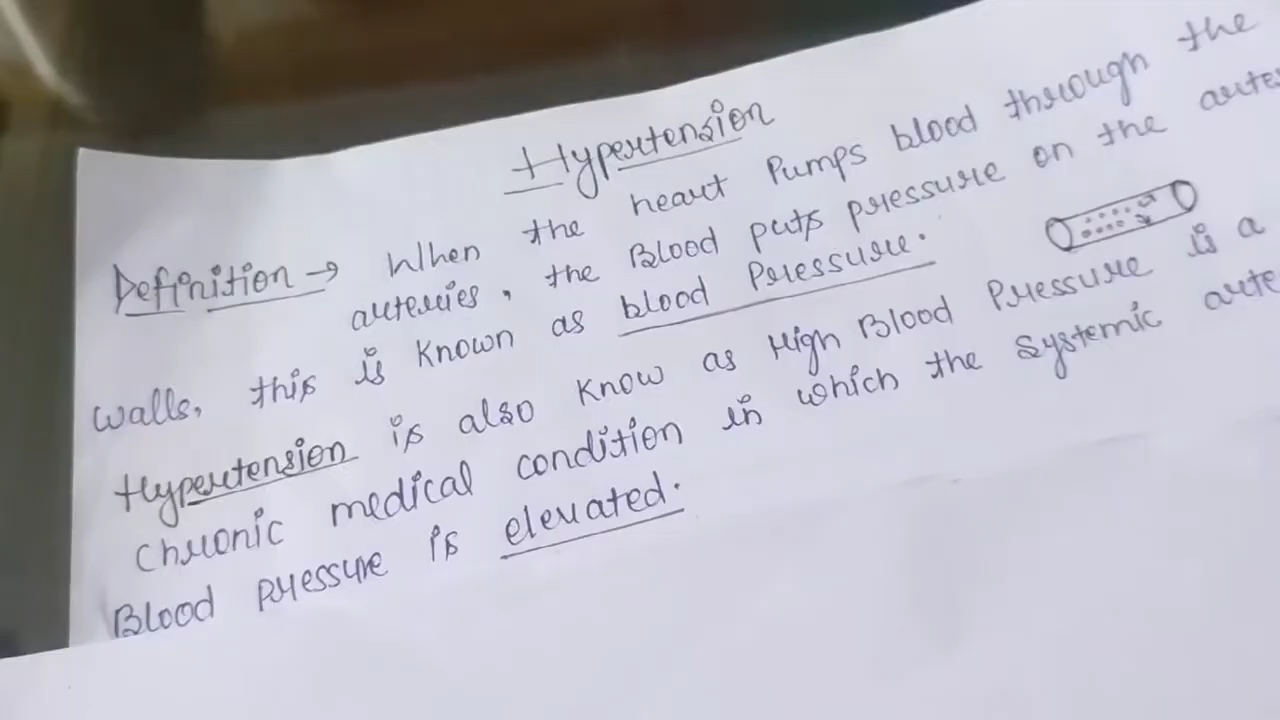 Hypertension
Definition → When the heart Pumps blood through the
arteries, the Blood puts pressure on the arte
walls, this is known as blood Pressure.
Hypertension is also Know as High Blood Pressure is a
Chronic medical condition in which the systemic arte
Blood pressure is elevated.